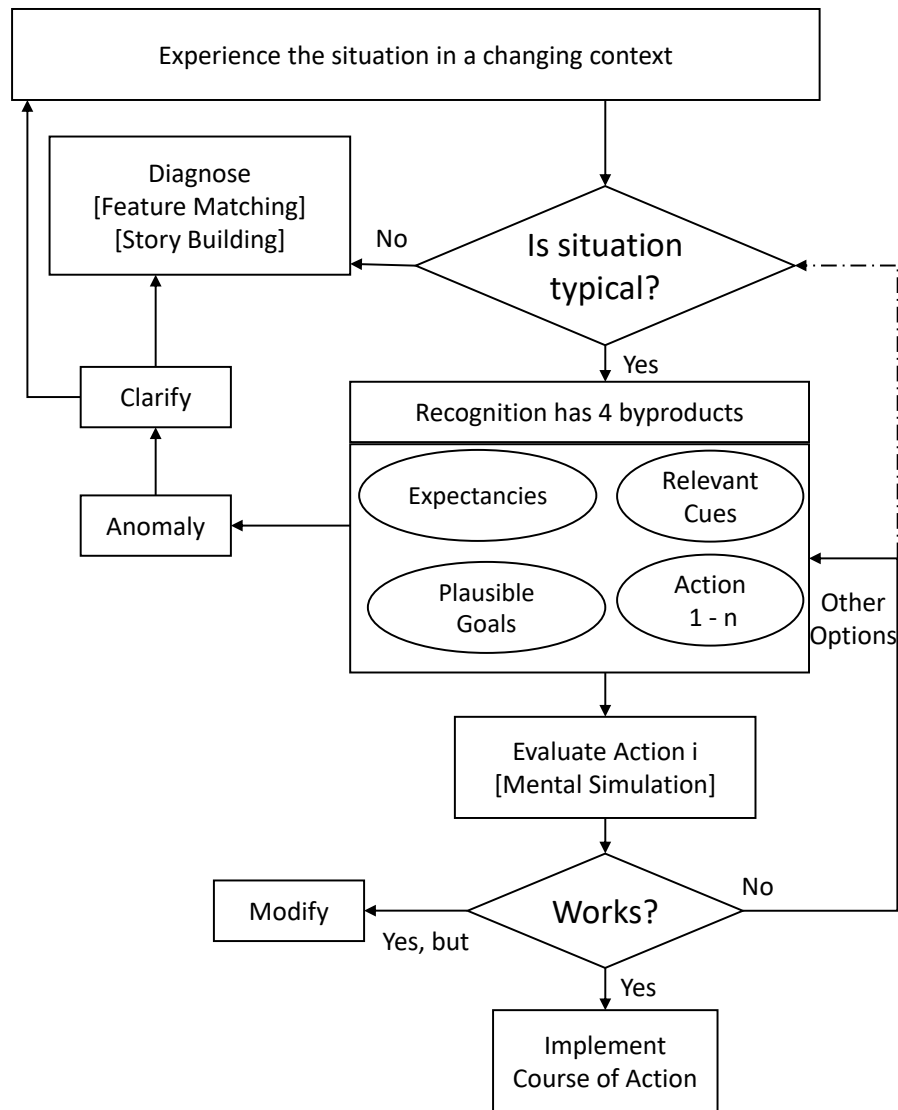 Experience the situation in a changing context
Diagnose
[Feature Matching]
[Story Building]
No
Is situation
typical?
Yes
Clarify
Recognition has 4 byproducts
Expectancies
Relevant
Cues
Anomaly
Plausible
Goals
Action
1 - n
Other
Options
Evaluate Action i
[Mental Simulation]
No
Modify
Works?
Yes, but
Yes
Implement
Course of Action